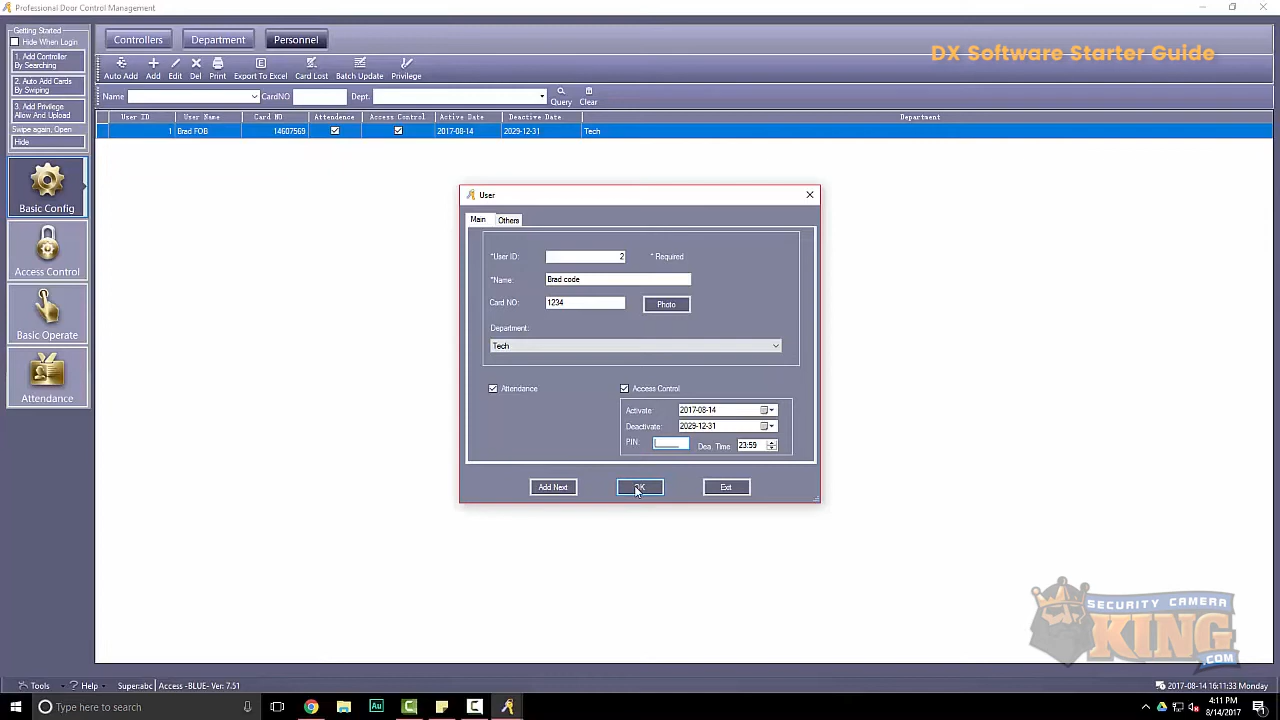 Professional Door Control Management
Getting Started
Hide When Login
1. Add Controller
By Searching
2. Auto Add Cards
By Swiping
3. Add Privilege
Allow And Upload
Swipe again, Open
Hide
Basic Config
Access Control
Basic Operate
Attendance
Controllers Department Personnel
DX Software Starter Guide
Auto Add Add Edit Del Print Export To Excel Card Lost Batch Update Privilege
Name CardNO Dept. Query Clear
User ID User Name Card NO Attendence Access Control Active Date Deactive Date Department
1 Brad FOB 14607569 2017-08-14 2029-12-31 Tech
User
Main Others
*User ID: 2 * Required
*Name: Brad code
Card NO: 1234 Photo
Department:
Tech
Attendance Access Control
Activate: 2017-08-14
Deactivate: 2029-12-31
PIN: Dea. Time 23:59
Add Next OK Exit
SECURITY CAMERA
KING
.COM
Tools ? Help Superabc Access -BLUE- Ver: 7.51 2017-08-14 16:11:33 Monday
Type here to search Au 4:11 PM
8/14/2017